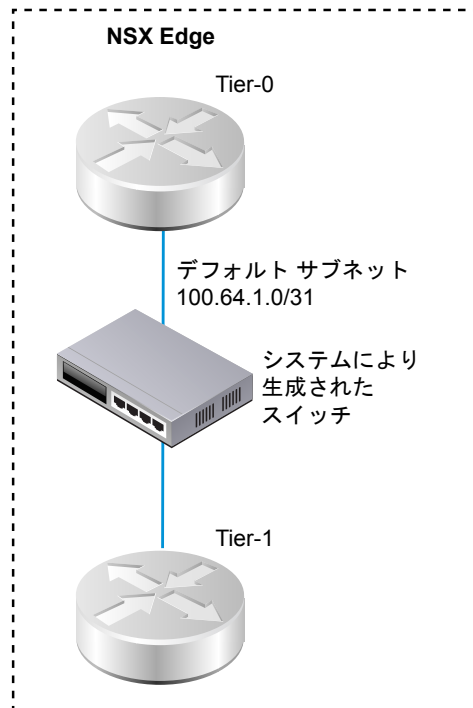 NSX Edge
Tier-0
デフォルト サブネット
100.64.1.0/31
システムにより
生成された
スイッチ
Tier-1